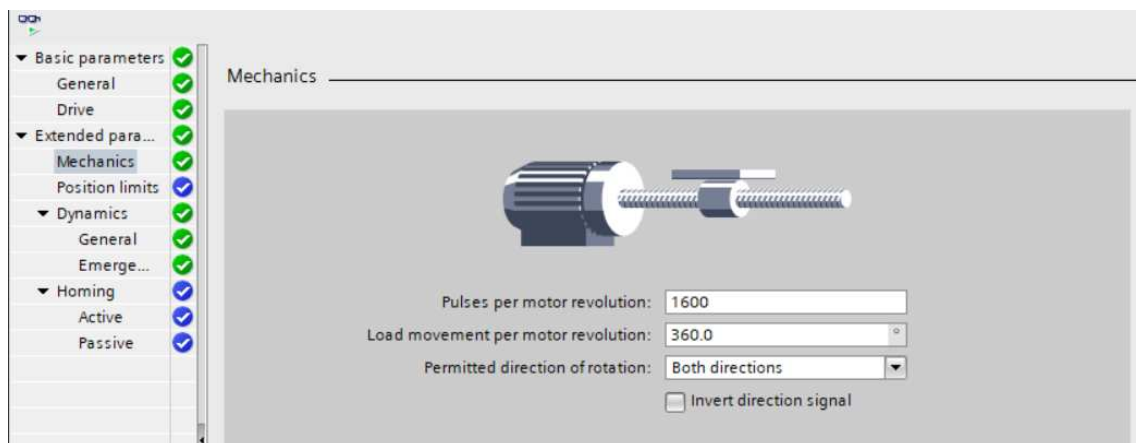 Basic parameters
General
Drive
Extended para...
Mechanics
Position limits
Dynamics
General
Emerge...
Homing
Active
Passive
Mechanics
Pulses per motor revolution: 1600
Load movement per motor revolution: 360.0 °
Permitted direction of rotation: Both directions
Invert direction signal